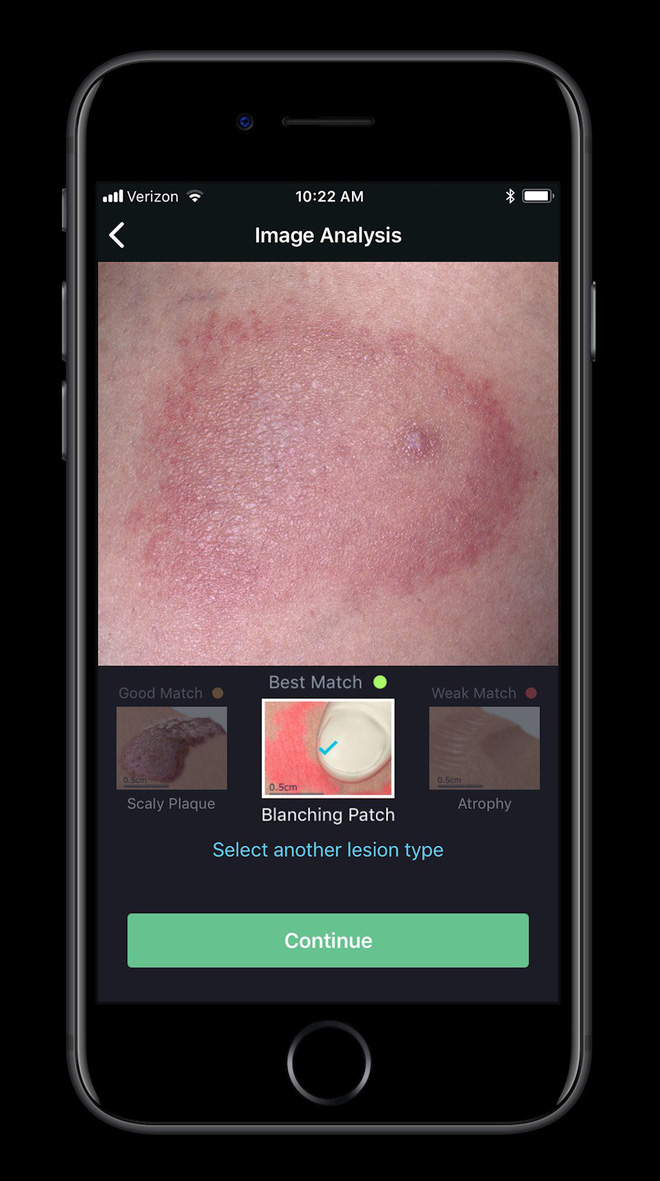 Verizon 10:22 AM
Image Analysis
Good Match
Best Match
Weak Match
0.5cm
0.5cm
0.5cm
Scaly Plaque
Blanching Patch
Atrophy
Select another lesion type
Continue